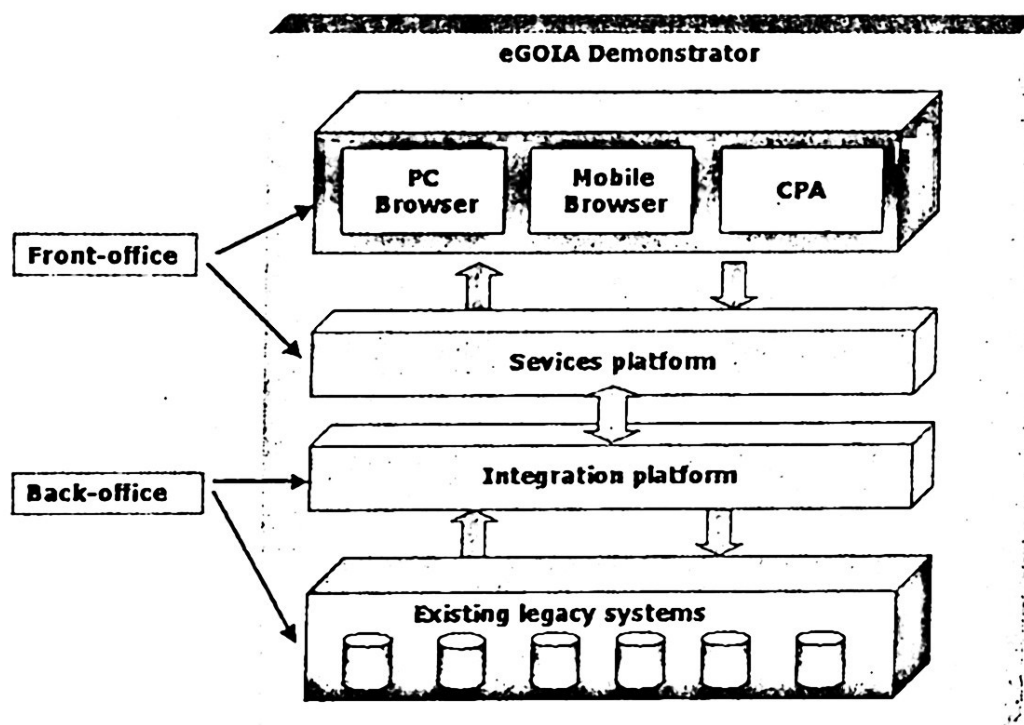 eGOIA Demonstrator
PC
Browser
Mobile
Browser
CPA
Front-office
Sevices platform
Integration platform
Back-office
Existing legacy systems